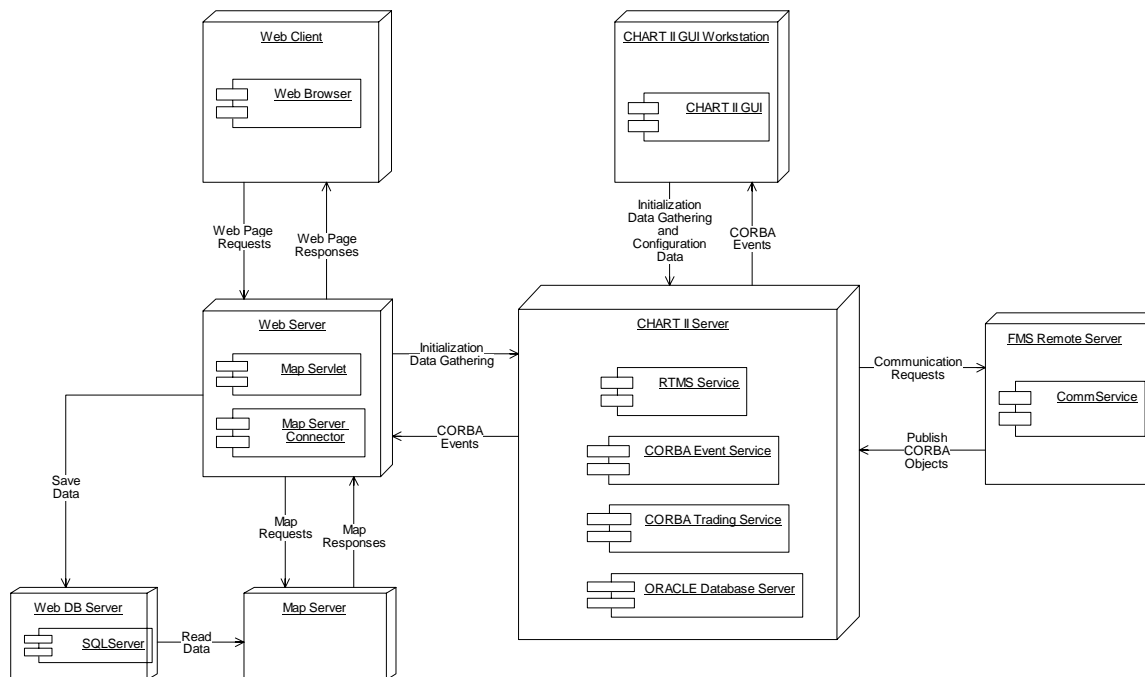 Web Client
Web Browser
CHART II GUI Workstation
CHART II GUI
Web Page
Requests
Web Page
Responses
Initialization
Data Gathering
and
Configuration
Data
CORBA
Events
Web Server
Map Servlet
Map Server
Connector
Initialization
Data Gathering
CORBA
Events
CHART II Server
RTMS Service
CORBA Event Service
CORBA Trading Service
ORACLE Database Server
Communication
Requests
Publish
CORBA
Objects
FMS Remote Server
CommService
Save
Data
Map
Requests
Map
Responses
Web DB Server
SQLServer
Read
Data
Map Server